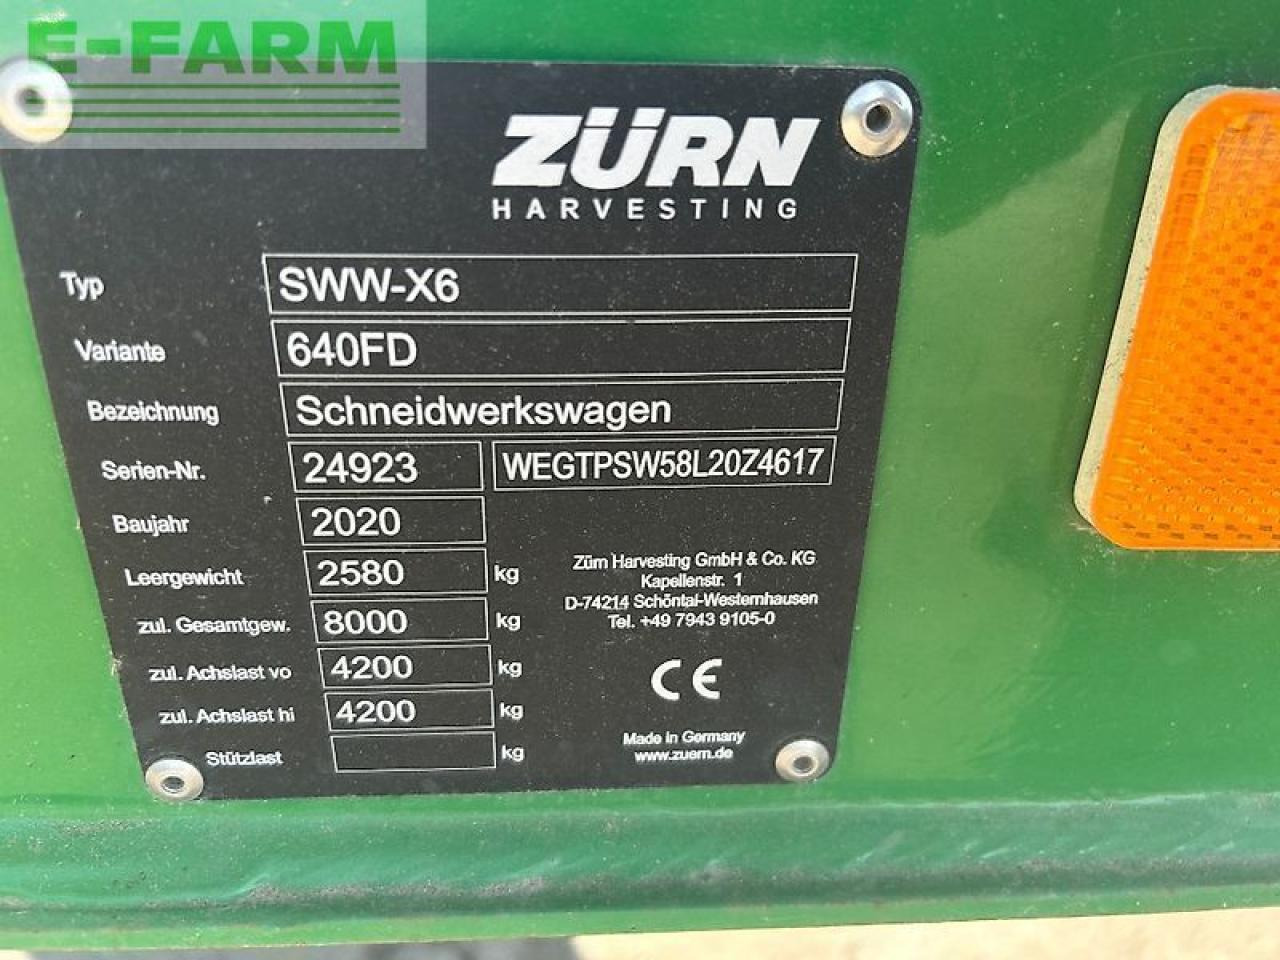 E-FARM
ZÜRN
HARVESTING
Typ SWW-X6
Variante 640FD
Bezeichnung Schneidwerkswagen
Serien-Nr. 24923 WEGTPSW58L20Z4617
Baujahr 2020
Leergewicht 2580 kg
zul. Gesamtgew. 8000 kg
zul. Achslast vo 4200 kg
zul. Achslast hi 4200 kg
Stützlast kg
Zürn Harvesting GmbH & Co. KG
Kapellenstr. 1
D-74214 Schöntal-Westernhausen
Tel. +49 7943 9105-0
CE
Made in Germany
www.zuern.de